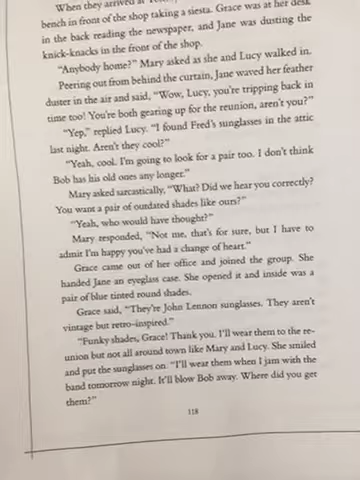 When they arrived at
bench in front of the shop taking a siesta. Grace was at her desk
in the back reading the newspaper, and Jane was dusting the
knick-knacks in the front of the shop.
"Anybody home?" Mary asked as she and Lucy walked in.
Peering out from behind the curtain, Jane waved her feather
duster in the air and said, "Wow, Lucy, you're tripping back in
time too! You're both gearing up for the reunion, aren't you?"
"Yep," replied Lucy. "I found Fred's sunglasses in the attic
last night. Aren't they cool?"
"Yeah, cool. I'm going to look for a pair too. I don't think
Bob has his old ones any longer."
Mary asked sarcastically, "What? Did we hear you correctly?
You want a pair of outdated shades like ours?"
"Yeah, who would have thought?"
Mary responded, "Not me, that's for sure, but I have to
admit I'm happy you've had a change of heart."
Grace came out of her office and joined the group. She
handed Jane an eyeglass case. She opened it and inside was a
pair of blue tinted round shades.
Grace said, "They're John Lennon sunglasses. They aren't
vintage but retro-inspired."
"Funky shades, Grace! Thank you. I'll wear them to the re-
union but not all around town like Mary and Lucy. She smiled
and put the sunglasses on. "I'll wear them when I jam with the
band tomorrow night. It'll blow Bob away. Where did you get
them?"
118